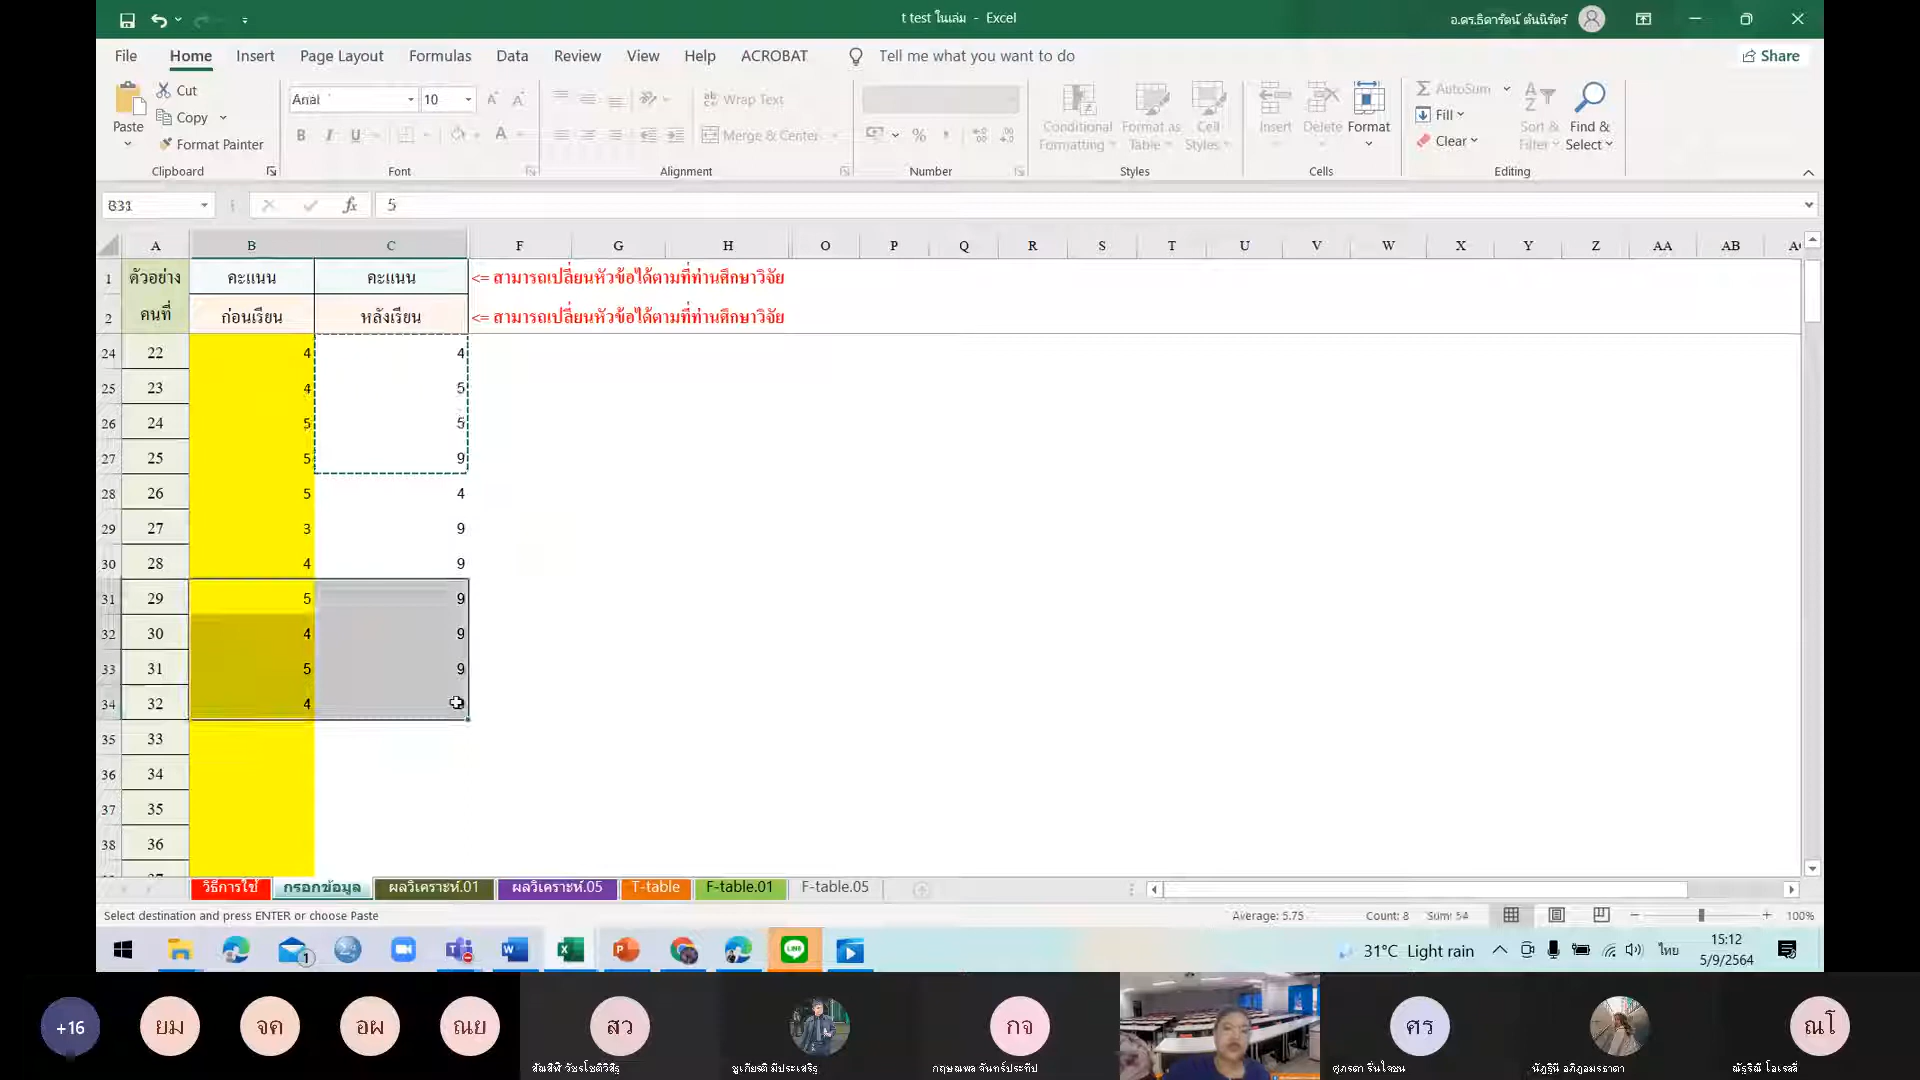 t test ในเล่ม - Excel
อ.ดร.ธิดารัตน์ ตันนิรัตร์
File Home Insert Page Layout Formulas Data Review View Help ACROBAT Tell me what you want to do Share
Cut
Copy
Format Painter
Paste
Clipboard
Arial 10
B I U A
Font
Wrap Text
Merge & Center
Alignment
%
Number
Conditional Formatting
Format as Table
Cell Styles
Styles
Insert Delete Format
Cells
AutoSum
Fill
Clear
Sort & Filter
Find & Select
Editing
B31 fx 5
A B C F G H O P Q R S T U V W X Y Z AA AB
1 ตัวอย่าง คะแนน คะแนน <= สามารถเปลี่ยนหัวข้อได้ตามที่ท่านศึกษาวิจัย
2 คนที่ ก่อนเรียน หลังเรียน <= สามารถเปลี่ยนหัวข้อได้ตามที่ท่านศึกษาวิจัย
24 22 4 4
25 23 4 5
26 24 5 5
27 25 5 9
28 26 5 4
29 27 3 9
30 28 4 9
31 29 5 9
32 30 4 9
33 31 5 9
34 32 4
35 33
36 34
37 35
38 36
วิธีการใช้ กรอกข้อมูล ผลวิเคราะห์.01 ผลวิเคราะห์.05 T-table F-table.01 F-table.05
Select destination and press ENTER or choose Paste
Average: 5.75 Count: 8 Sum: 54 100%
31°C Light rain ไทย 15:12
5/9/2564
+16 ยม จค อผ ณย สว กจ ศร ณโ